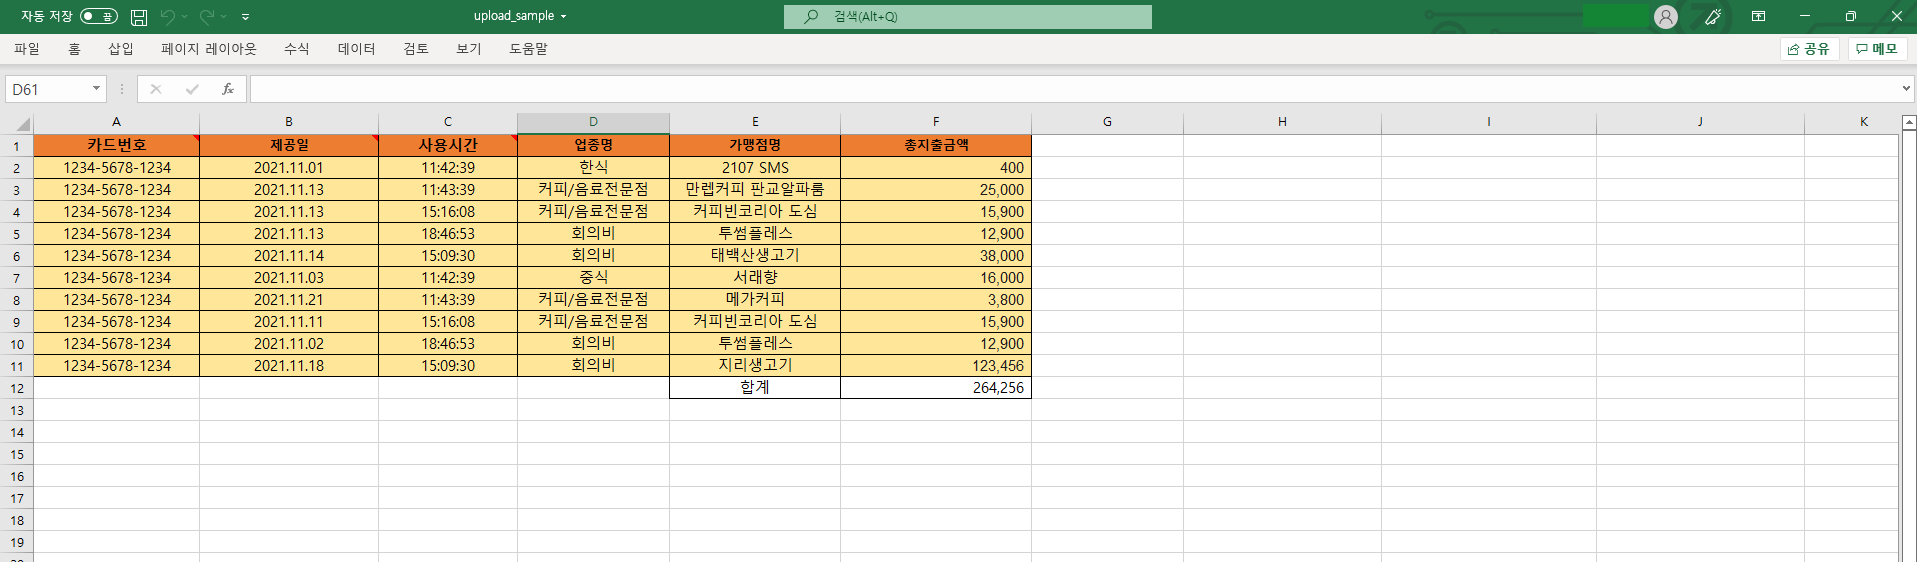 자동 저장 끔 upload_sample 검색(Alt+Q)
파일 홈 삽입 페이지 레이아웃 수식 데이터 검토 보기 도움말 공유 메모
D61 fx
A B C D E F G H I J K
1 카드번호 제공일 사용시간 업종명 가맹점명 총지출금액
2 1234-5678-1234 2021.11.01 11:42:39 한식 2107 SMS 400
3 1234-5678-1234 2021.11.13 11:43:39 커피/음료전문점 만렙커피 판교알파룸 25,000
4 1234-5678-1234 2021.11.13 15:16:08 커피/음료전문점 커피빈코리아 도심 15,900
5 1234-5678-1234 2021.11.13 18:46:53 회의비 투썸플레스 12,900
6 1234-5678-1234 2021.11.14 15:09:30 회의비 태백산생고기 38,000
7 1234-5678-1234 2021.11.03 11:42:39 중식 서래향 16,000
8 1234-5678-1234 2021.11.21 11:43:39 커피/음료전문점 메가커피 3,800
9 1234-5678-1234 2021.11.11 15:16:08 커피/음료전문점 커피빈코리아 도심 15,900
10 1234-5678-1234 2021.11.02 18:46:53 회의비 투썸플레스 12,900
11 1234-5678-1234 2021.11.18 15:09:30 회의비 지리생고기 123,456
12 합계 264,256
13
14
15
16
17
18
19